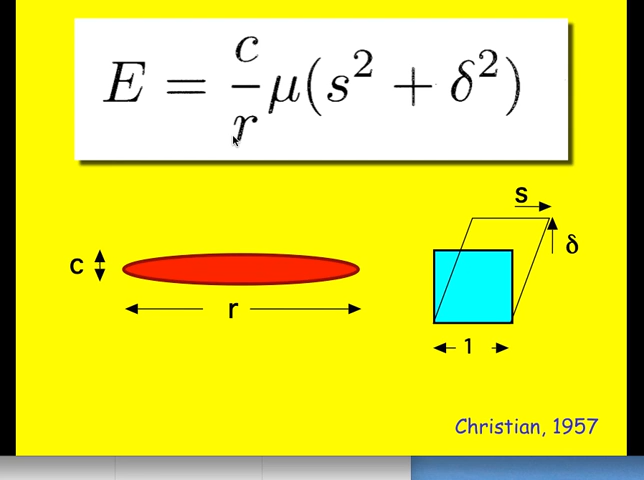 E = c/r μ(s² + δ²)
s
δ
c
r
1
Christian, 1957